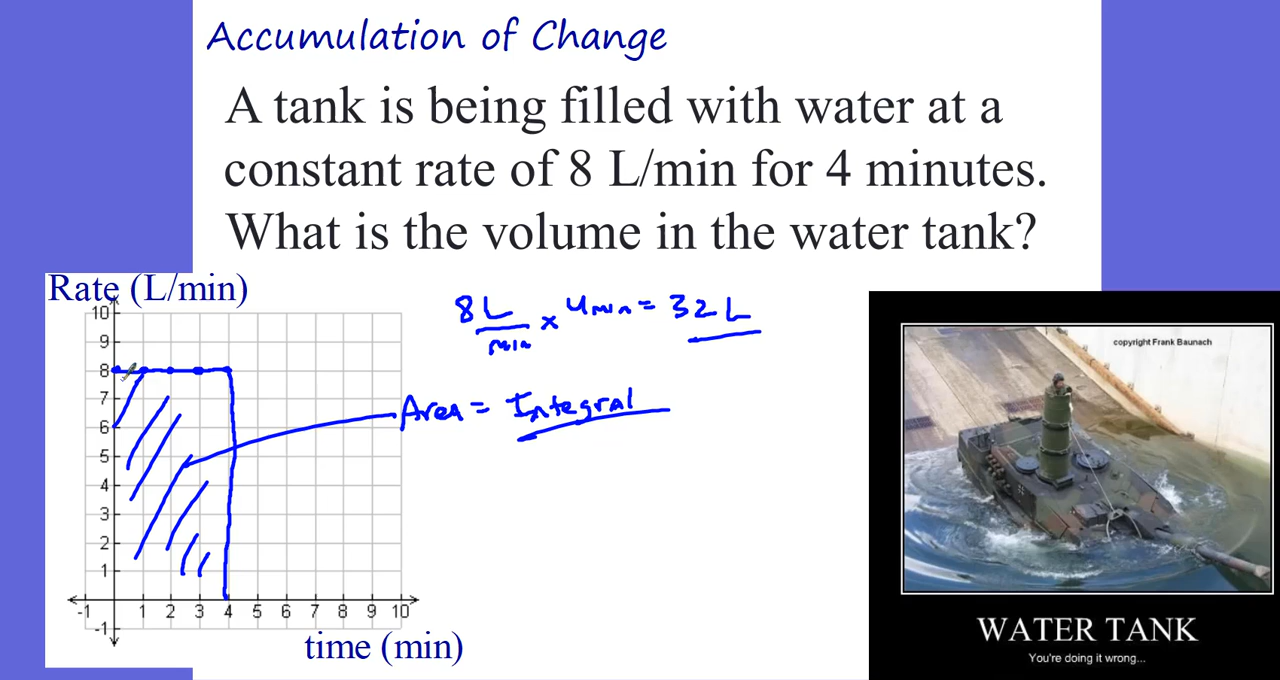 Accumulation of Change
A tank is being filled with water at a
constant rate of 8 L/min for 4 minutes.
What is the volume in the water tank?
Rate (L/min)
10
9
8
7
6
5
4
3
2
1
-1 1 2 3 4 5 6 7 8 9 10
-1
time (min)
8L/min × 4min = 32 L
Area = Integral
copyright Frank Baunach
WATER TANK
You're doing it wrong...